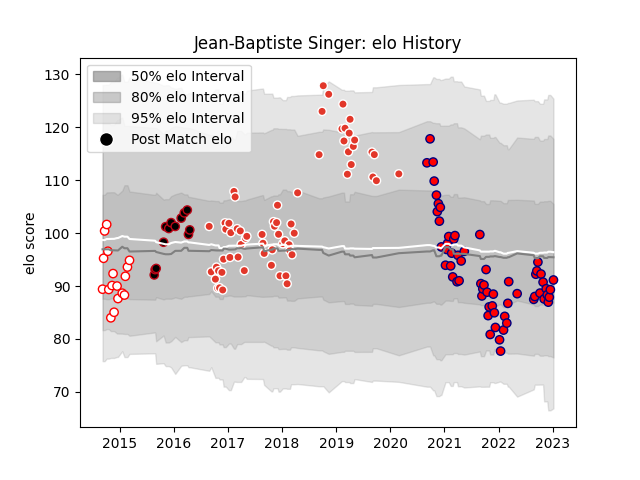 Jean-Baptiste Singer: elo History
50% elo Interval
80% elo Interval
95% elo Interval
Post Match elo
elo score
130
120
110
100
90
80
70
2015 2016 2017 2018 2019 2020 2021 2022 2023